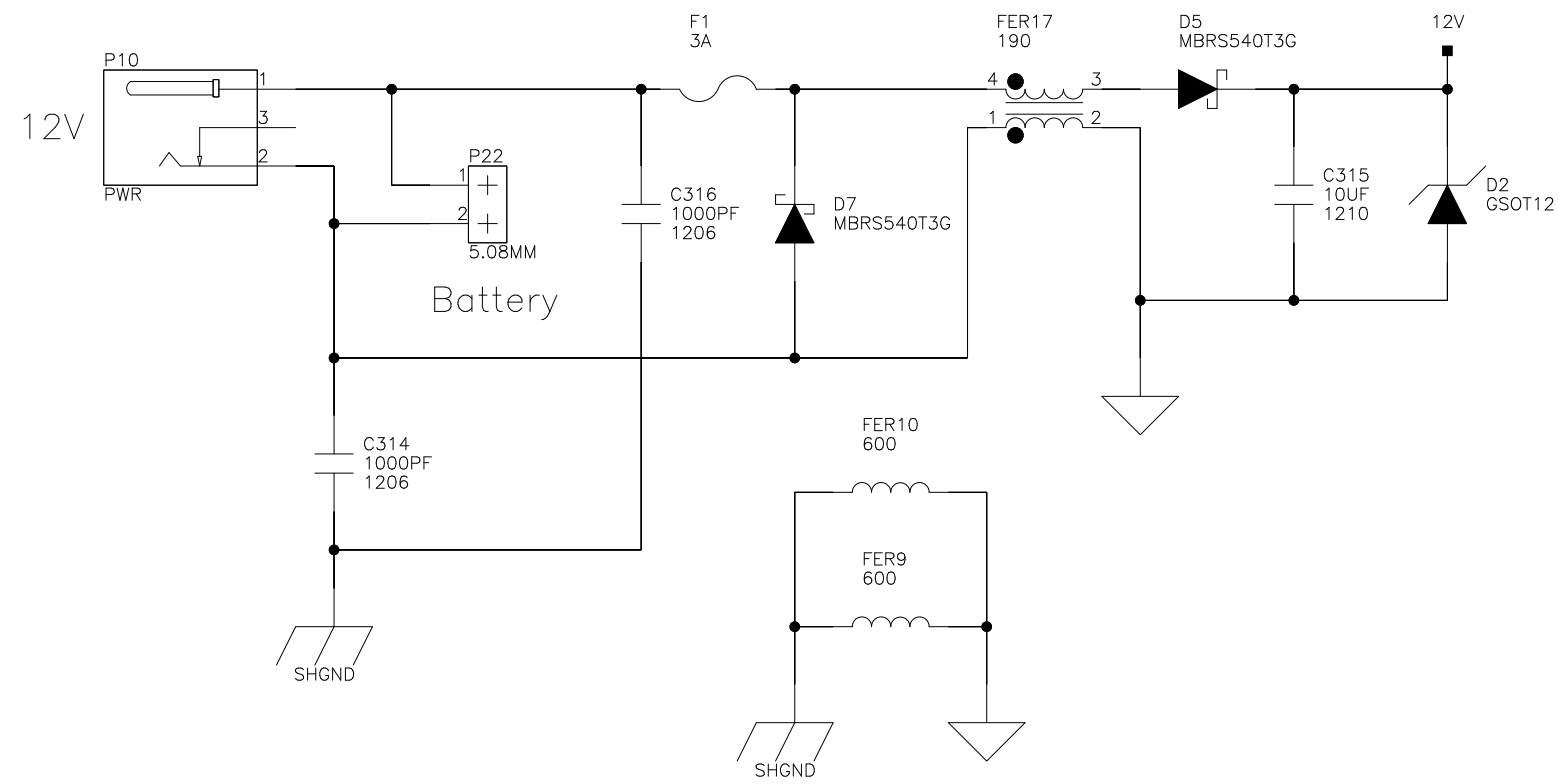 F1
3A
FER17
190
D5
MBRS540T3G
12V
P10
1
3
2
12V
PWR
4
3
1
2
P22
1
2
5.08MM
Battery
C316
1000PF
1206
D7
MBRS540T3G
C315
10UF
1210
D2
GSOT12
C314
1000PF
1206
FER10
600
FER9
600
SHGND
SHGND